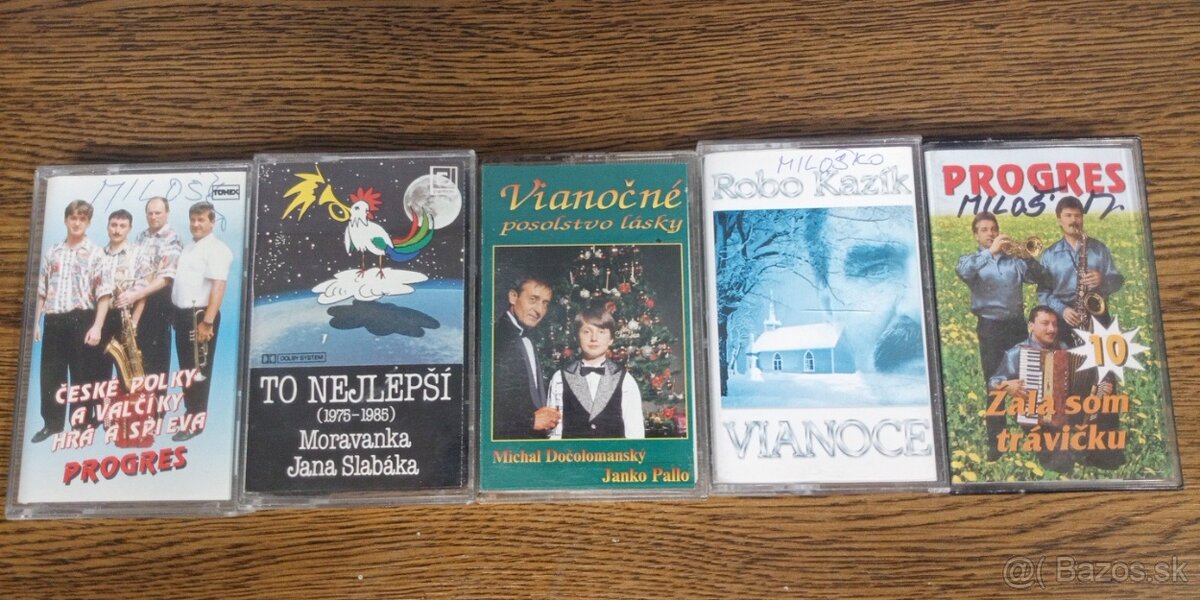 MILOŠ
TONEX
ČESKÉ POLKY
A VALČÍKY
HRÁ A SPIEVA
PROGRES
DOLBY SYSTEM
TO NEJLEPŠÍ
(1975-1985)
Moravanka
Jana Slabáka
Vianočné
posolstvo lásky
Michal Dočolomanský
Janko Pallo
MILOŠKO
Robo Kazík
VIANOCE
PROGRES
MILOŠ M.
10
Žala som
trávičku
@( Bazos.sk